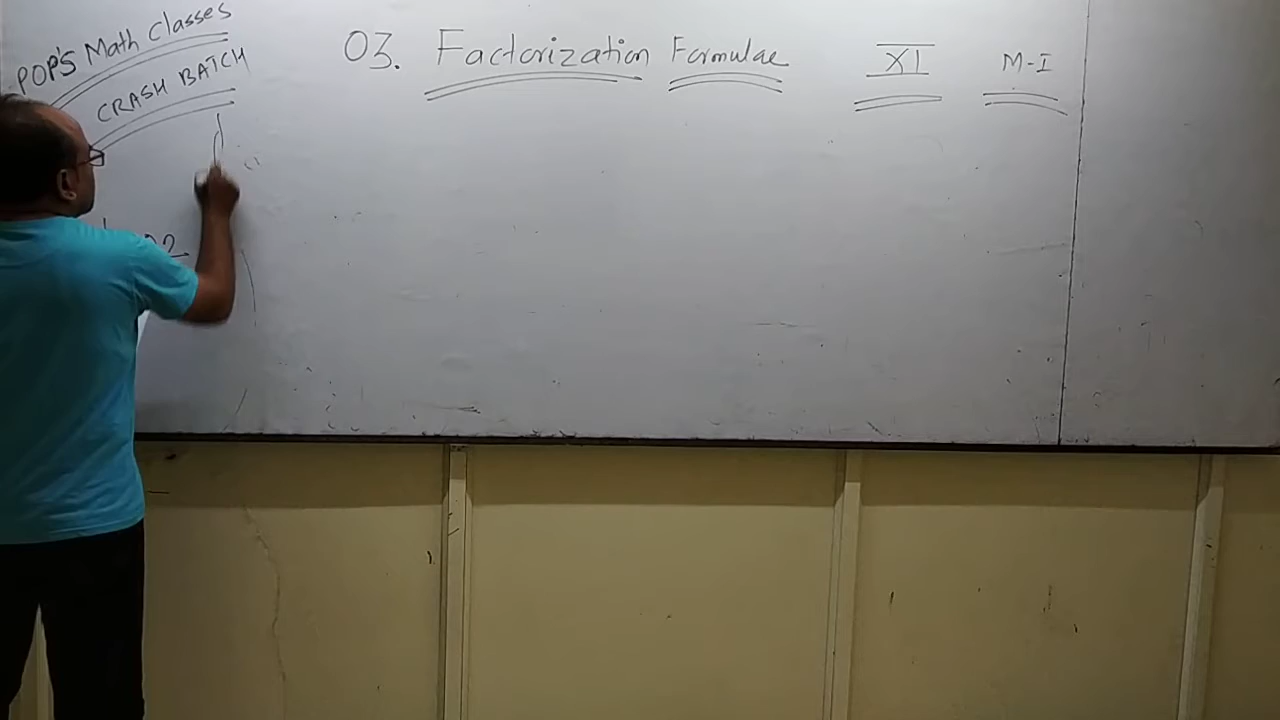 POP'S Math Classes
CRASH BATCH
03. Factorization Formulae XI M-I